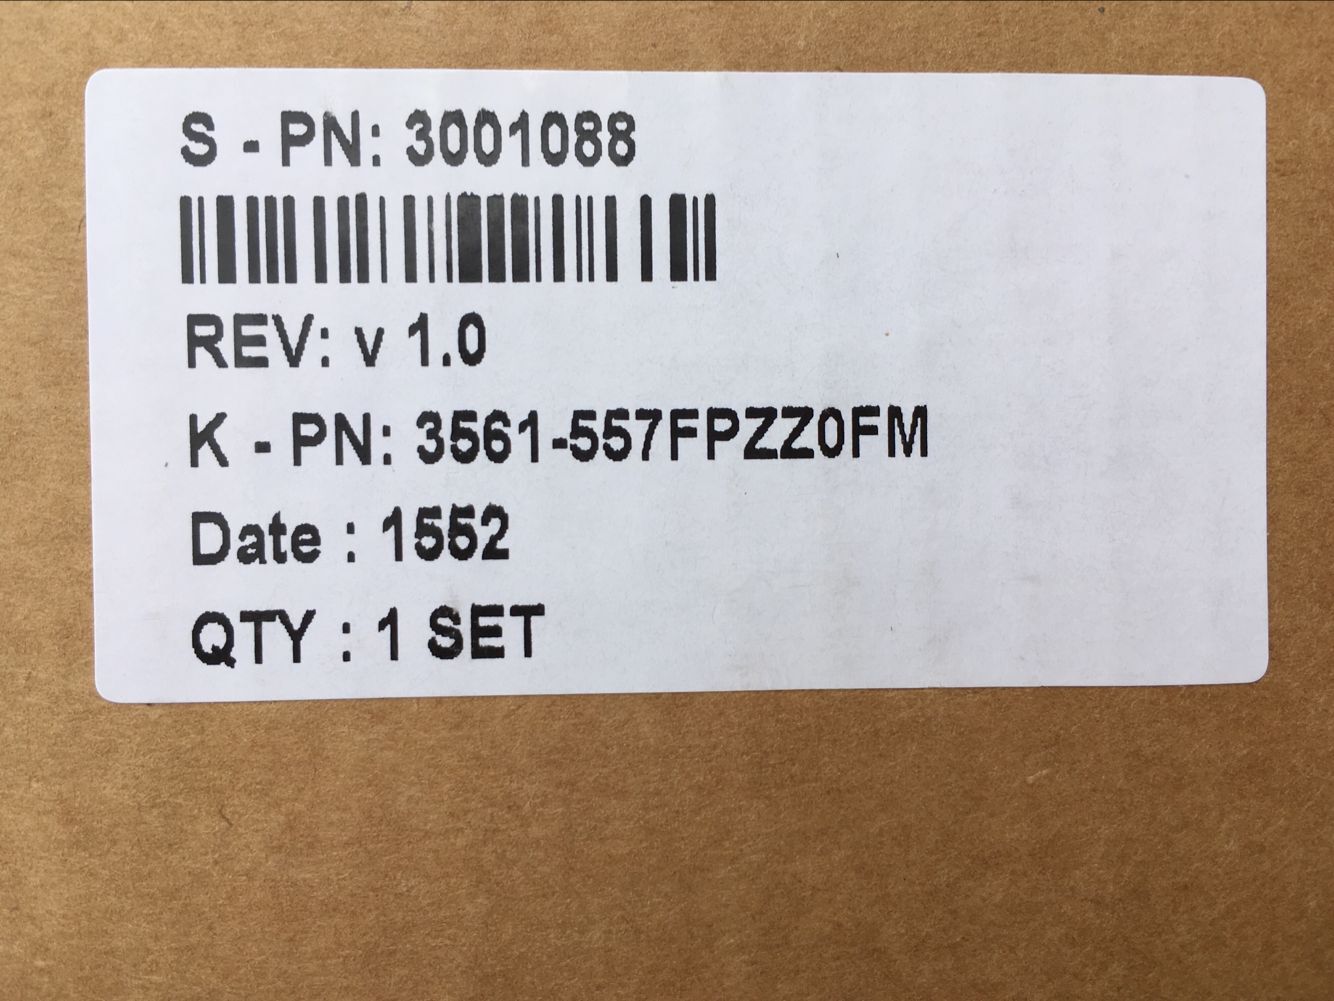 S - PN: 3001088
REV: v 1.0
K - PN: 3561-557FPZZ0FM
Date : 1552
QTY : 1 SET